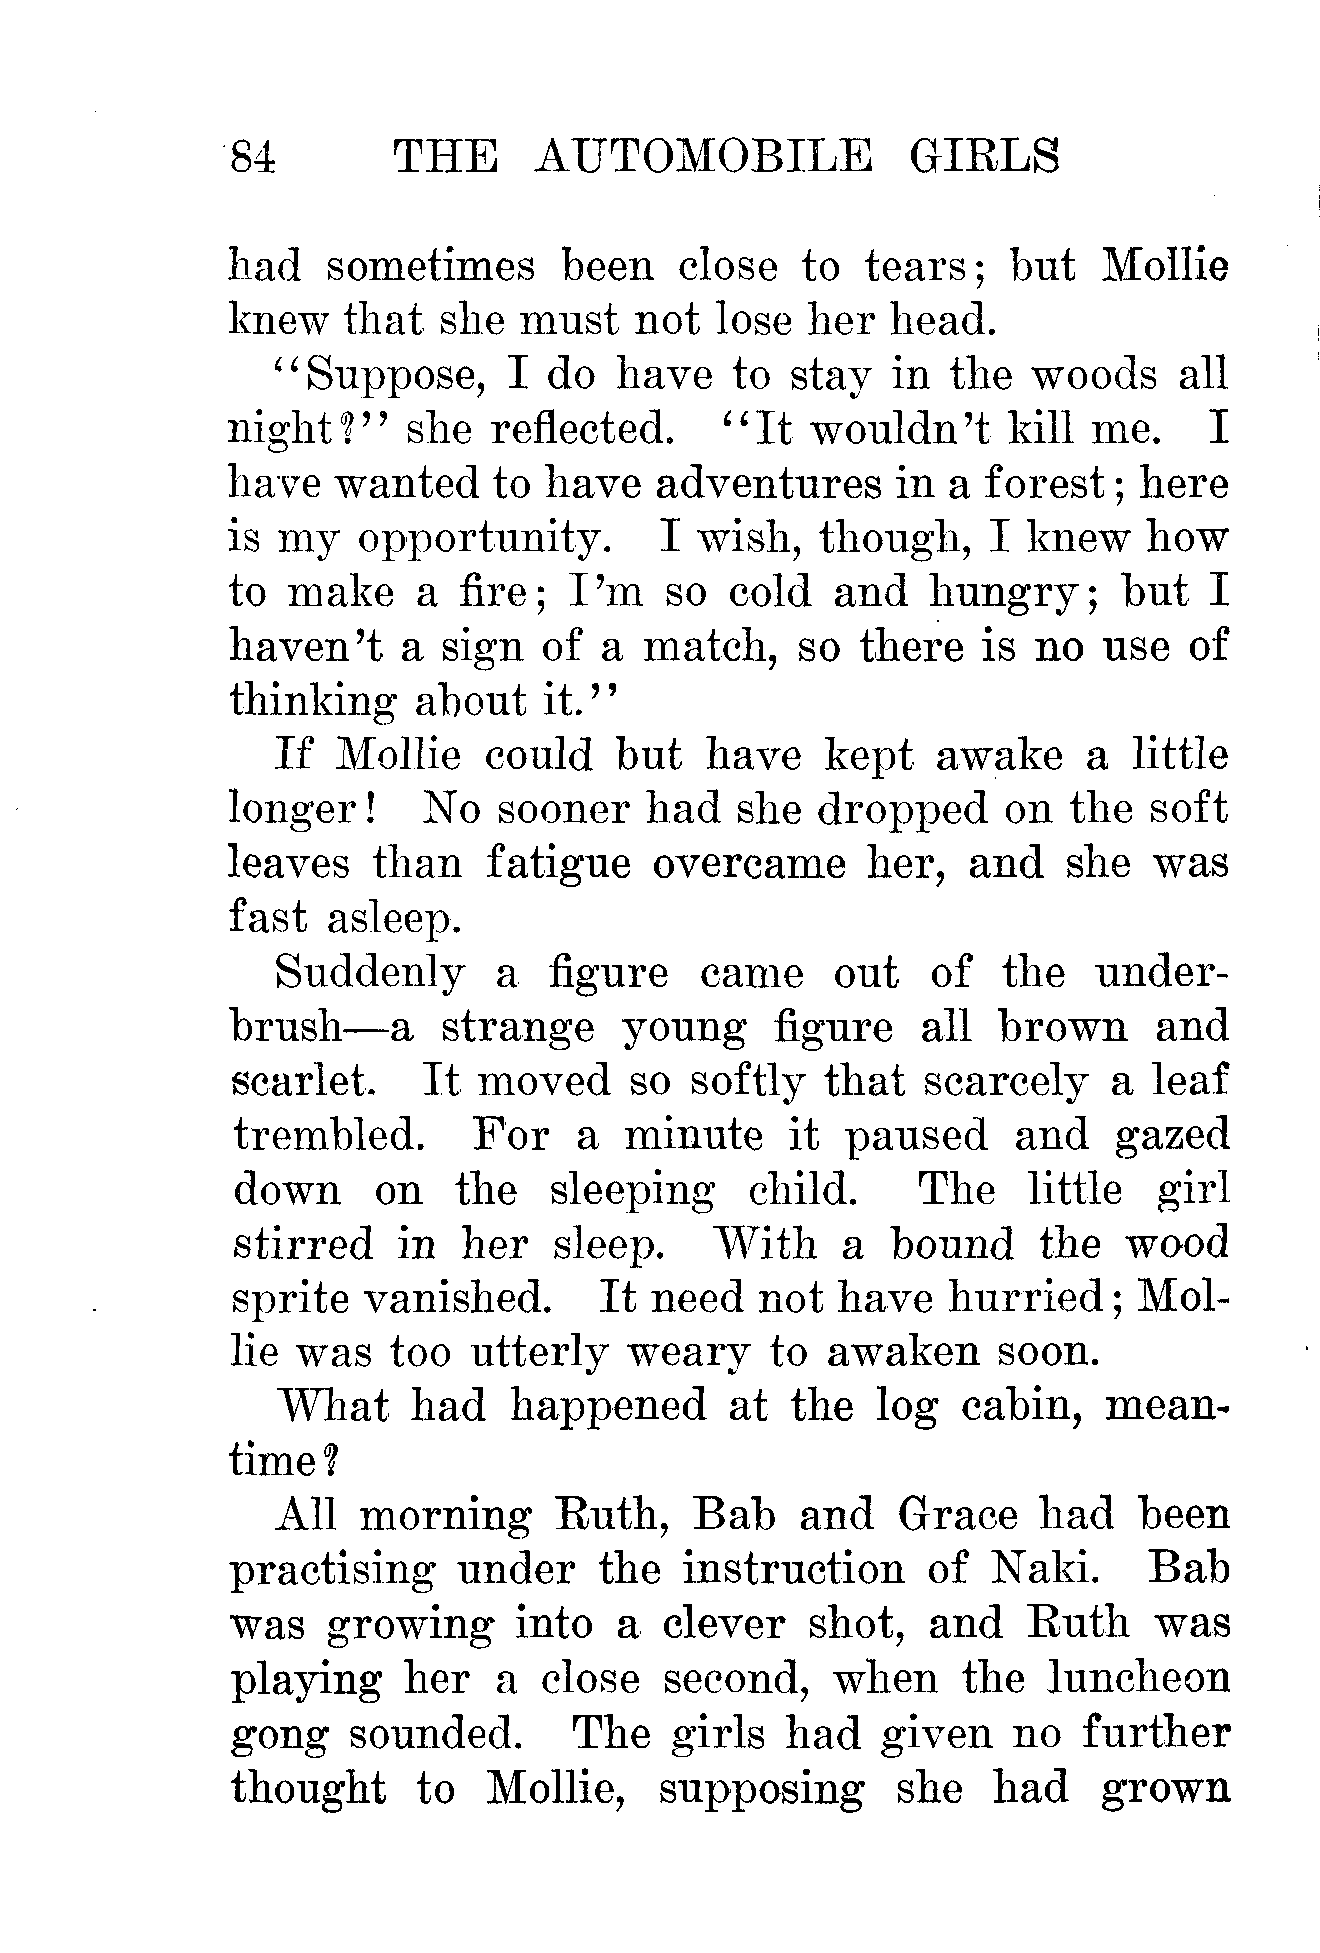 84 THE AUTOMOBILE GIRLS
had sometimes been close to tears; but Mollie
knew that she must not lose her head.
"Suppose, I do have to stay in the woods all
night?" she reflected. "It wouldn't kill me. I
have wanted to have adventures in a forest; here
is my opportunity. I wish, though, I knew how
to make a fire; I'm so cold and hungry; but I
haven't a sign of a match, so there is no use of
thinking about it."
If Mollie could but have kept awake a little
longer! No sooner had she dropped on the soft
leaves than fatigue overcame her, and she was
fast asleep.
Suddenly a figure came out of the under-
brush—a strange young figure all brown and
scarlet. It moved so softly that scarcely a leaf
trembled. For a minute it paused and gazed
down on the sleeping child. The little girl
stirred in her sleep. With a bound the wood
sprite vanished. It need not have hurried; Mol-
lie was too utterly weary to awaken soon.
What had happened at the log cabin, mean-
time?
All morning Ruth, Bab and Grace had been
practising under the instruction of Naki. Bab
was growing into a clever shot, and Ruth was
playing her a close second, when the luncheon
gong sounded. The girls had given no further
thought to Mollie, supposing she had grown